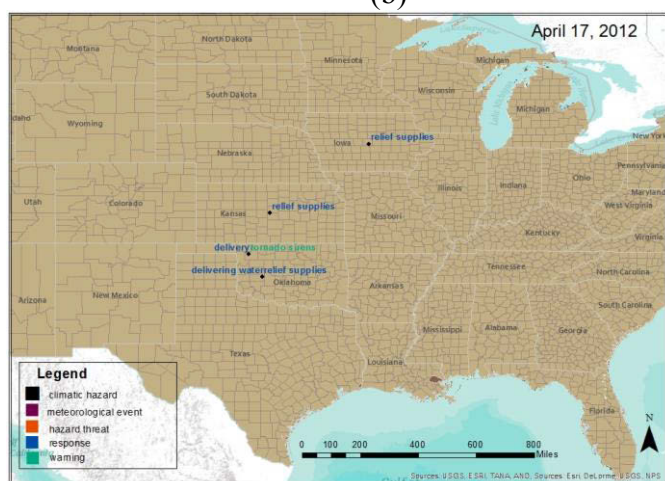 (b)
April 17, 2012
North Dakota
Montana
Minnesota
Michigan
Wisconsin
South Dakota
Michigan
Idaho
Wyoming
New York
Iowa
relief supplies
Nebraska
Pennsylvania
Ohio
Illinois
Indiana
Maryland
Utah
Colorado
West Virginia
relief supplies
Kansas
Missouri
Virginia
Kentucky
delivery tornado sirens
Tennessee
North Carolina
delivering water relief supplies
Oklahoma
Arkansas
Arizona
New Mexico
South Carolina
Mississippi
Alabama
Georgia
Texas
Louisiana
Florida
Legend
climatic hazard
meteorological event
hazard threat
response
warning
N
0 100 200 400 600 800
Miles
Sources: USGS, ESRI, TANA, AND, Sources: Esri, DeLorme, USGS, NPS